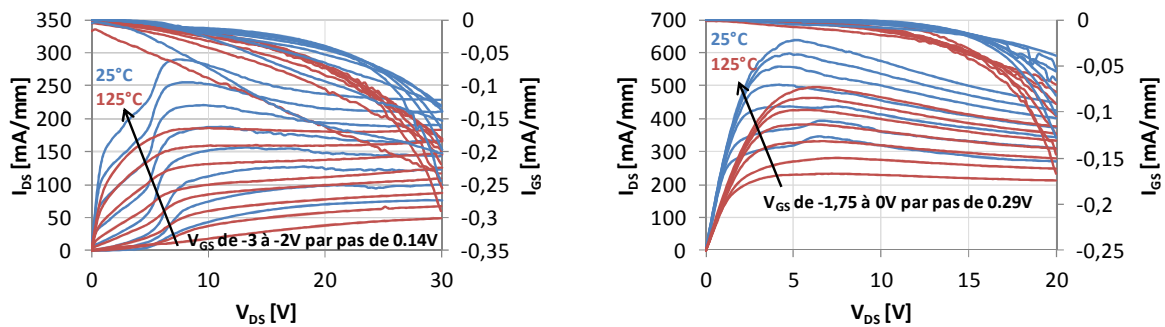 350
300
250
200
150
100
50
0
I_DS [mA/mm]
25°C
125°C
V_GS de -3 à -2V par pas de 0.14V
0
-0,05
-0,1
-0,15
-0,2
-0,25
-0,3
-0,35
I_GS [mA/mm]
0 10 20 30
V_DS [V]
700
600
500
400
300
200
100
0
I_DS [mA/mm]
25°C
125°C
V_GS de -1,75 à 0V par pas de 0.29V
0
-0,05
-0,1
-0,15
-0,2
-0,25
I_GS [mA/mm]
0 5 10 15 20
V_DS [V]